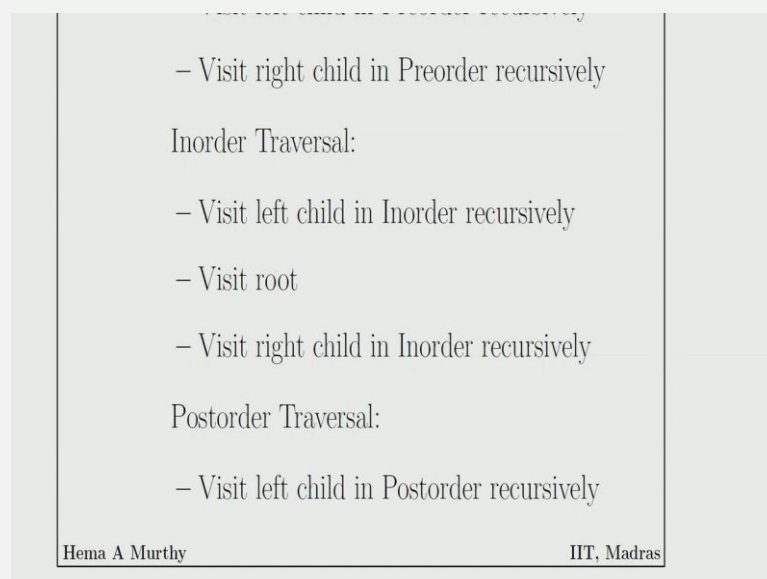 – Visit right child in Preorder recursively
Inorder Traversal:
– Visit left child in Inorder recursively
– Visit root
– Visit right child in Inorder recursively
Postorder Traversal:
– Visit left child in Postorder recursively
Hema A Murthy IIT, Madras